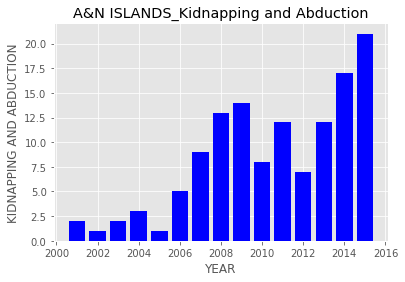 A&N ISLANDS_Kidnapping and Abduction
KIDNAPPING AND ABDUCTION
20.0
17.5
15.0
12.5
10.0
7.5
5.0
2.5
0.0
2000 2002 2004 2006 2008 2010 2012 2014 2016
YEAR